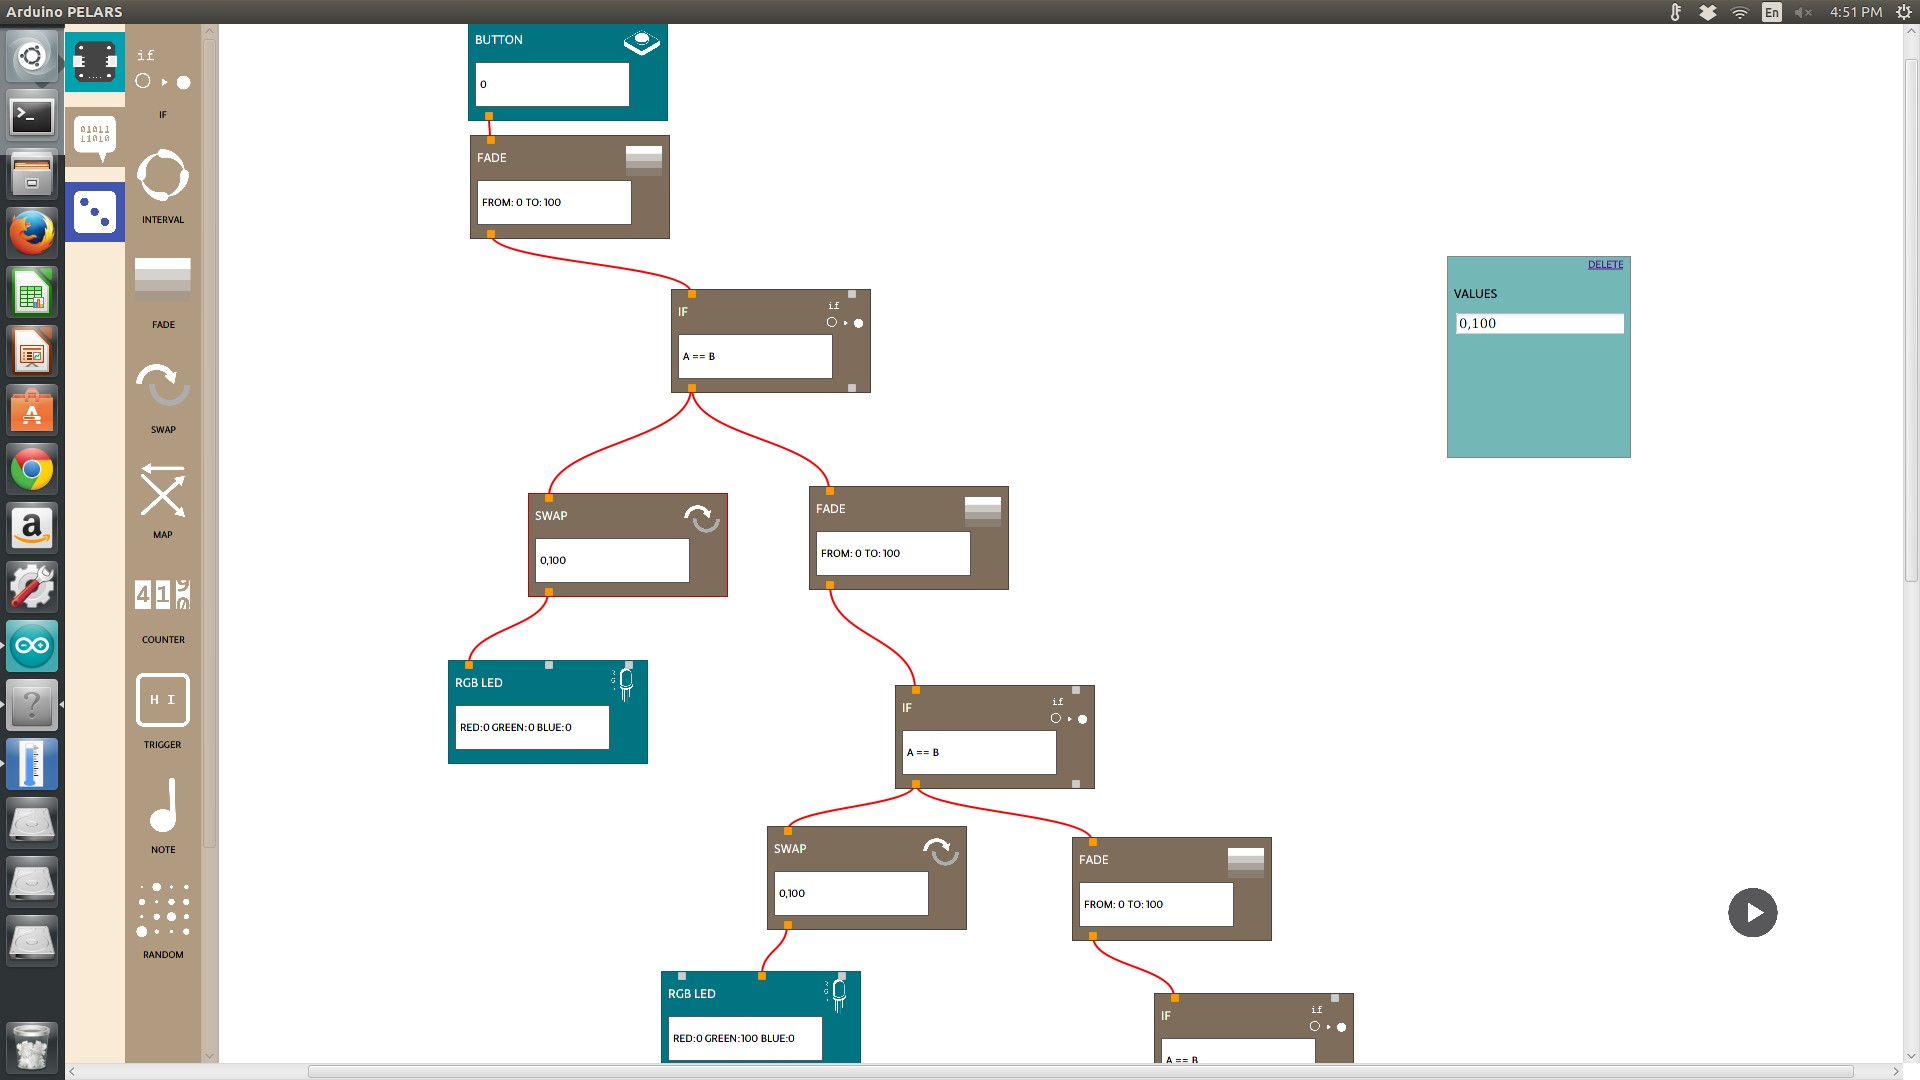 Arduino PELARS
En
4:51 PM
if
IF
01011
11010
INTERVAL
FADE
SWAP
MAP
41
COUNTER
H I
TRIGGER
NOTE
RANDOM
BUTTON
0
FADE
FROM: 0 TO: 100
IF
if
A == B
DELETE
VALUES
0,100
SWAP
0,100
FADE
FROM: 0 TO: 100
RGB LED
RED:0 GREEN:0 BLUE:0
IF
if
A == B
SWAP
0,100
FADE
FROM: 0 TO: 100
RGB LED
RED:0 GREEN:100 BLUE:0
IF
if
A == B